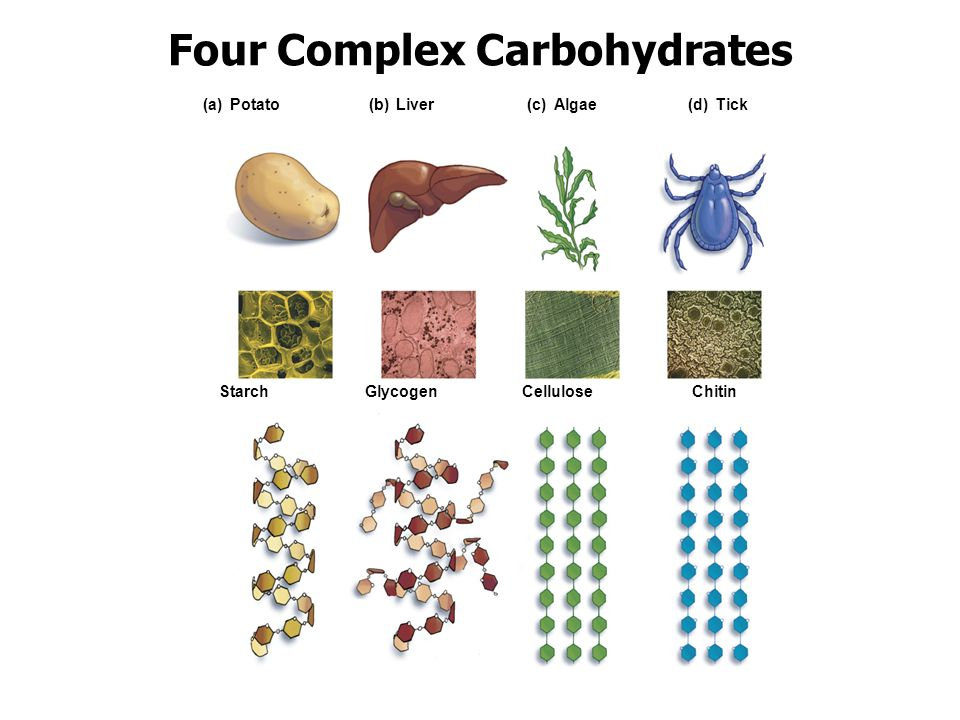 Four Complex Carbohydrates
(a) Potato (b) Liver (c) Algae (d) Tick
Starch Glycogen Cellulose Chitin